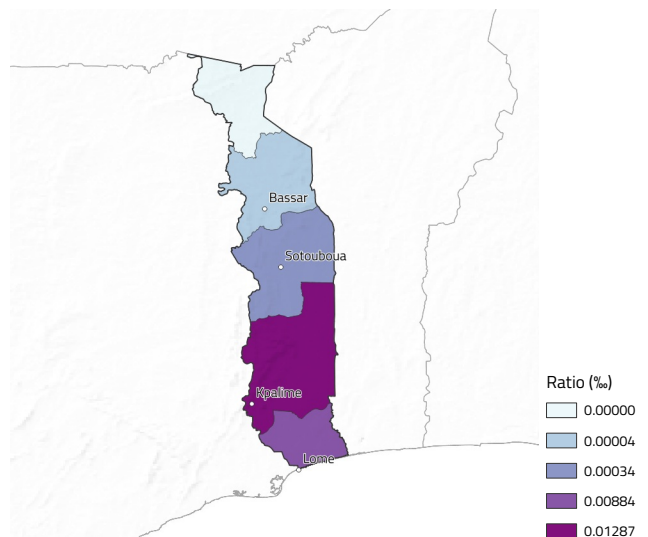 Bassar
Sotouboua
Kpalime
Lome
Ratio (‰)
0.00000
0.00004
0.00034
0.00884
0.01287